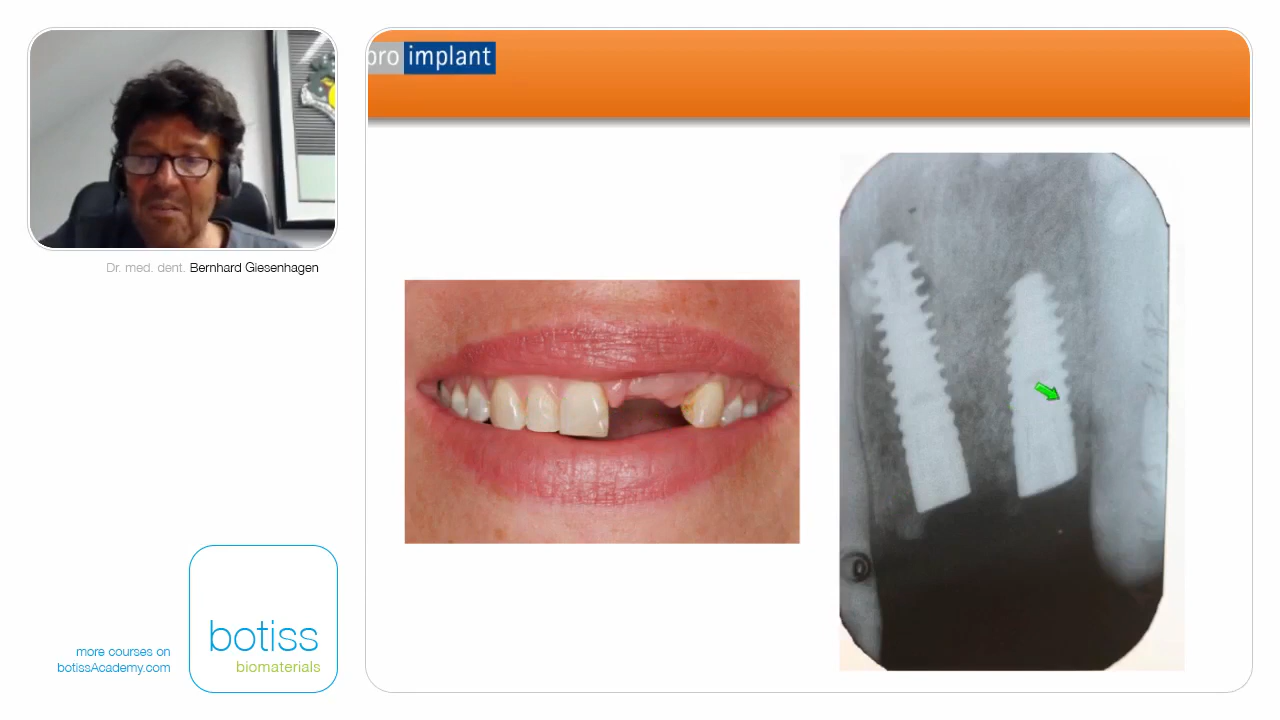 pro implant
Dr. med. dent. Bernhard Giesenhagen
more courses on
botissAcademy.com
botiss
biomaterials